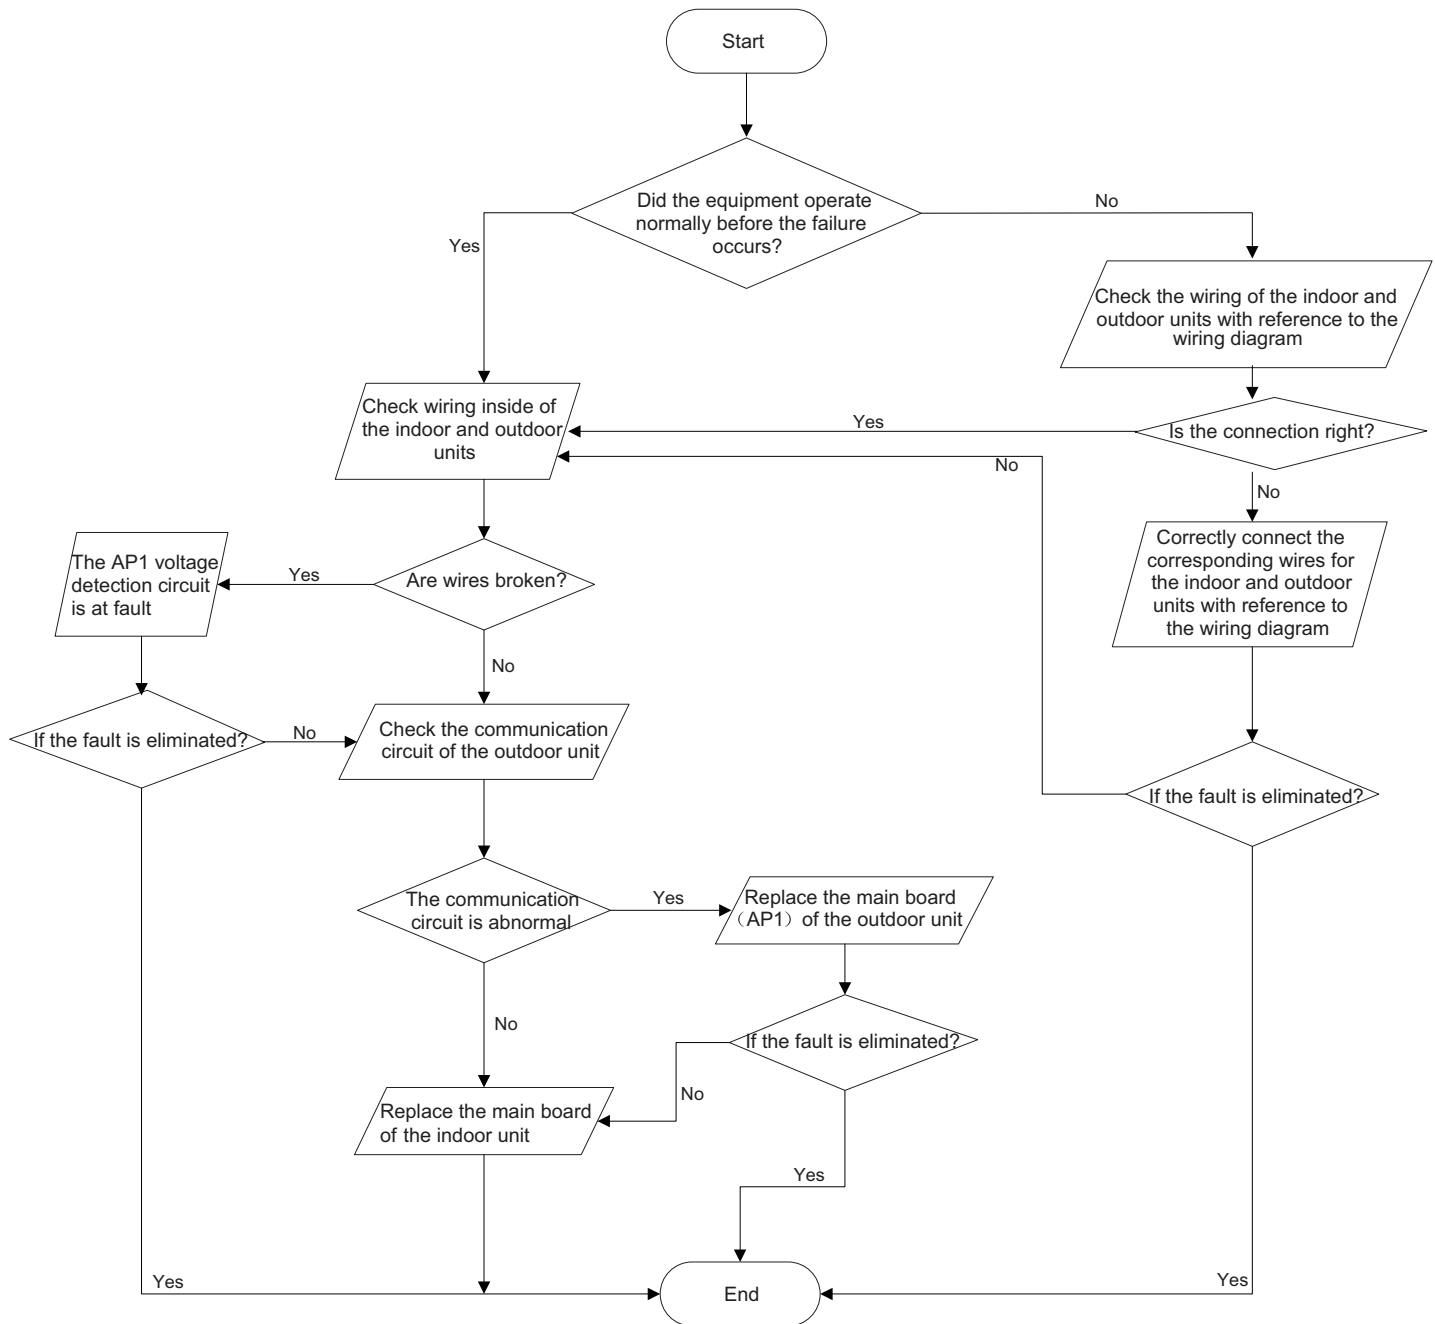 Start
Did the equipment operate
normally before the failure
occurs?
No
Yes
Check the wiring of the indoor and
outdoor units with reference to the
wiring diagram
Check wiring inside of
the indoor and outdoor
units
Yes
Is the connection right?
No
No
The AP1 voltage
detection circuit
is at fault
Yes
Are wires broken?
Correctly connect the
corresponding wires for
the indoor and outdoor
units with reference to
the wiring diagram
No
If the fault is eliminated?
No
Check the communication
circuit of the outdoor unit
If the fault is eliminated?
The communication
circuit is abnormal
Yes
Replace the main board
（AP1）of the outdoor unit
No
If the fault is eliminated?
No
Replace the main board
of the indoor unit
Yes
Yes
End
Yes